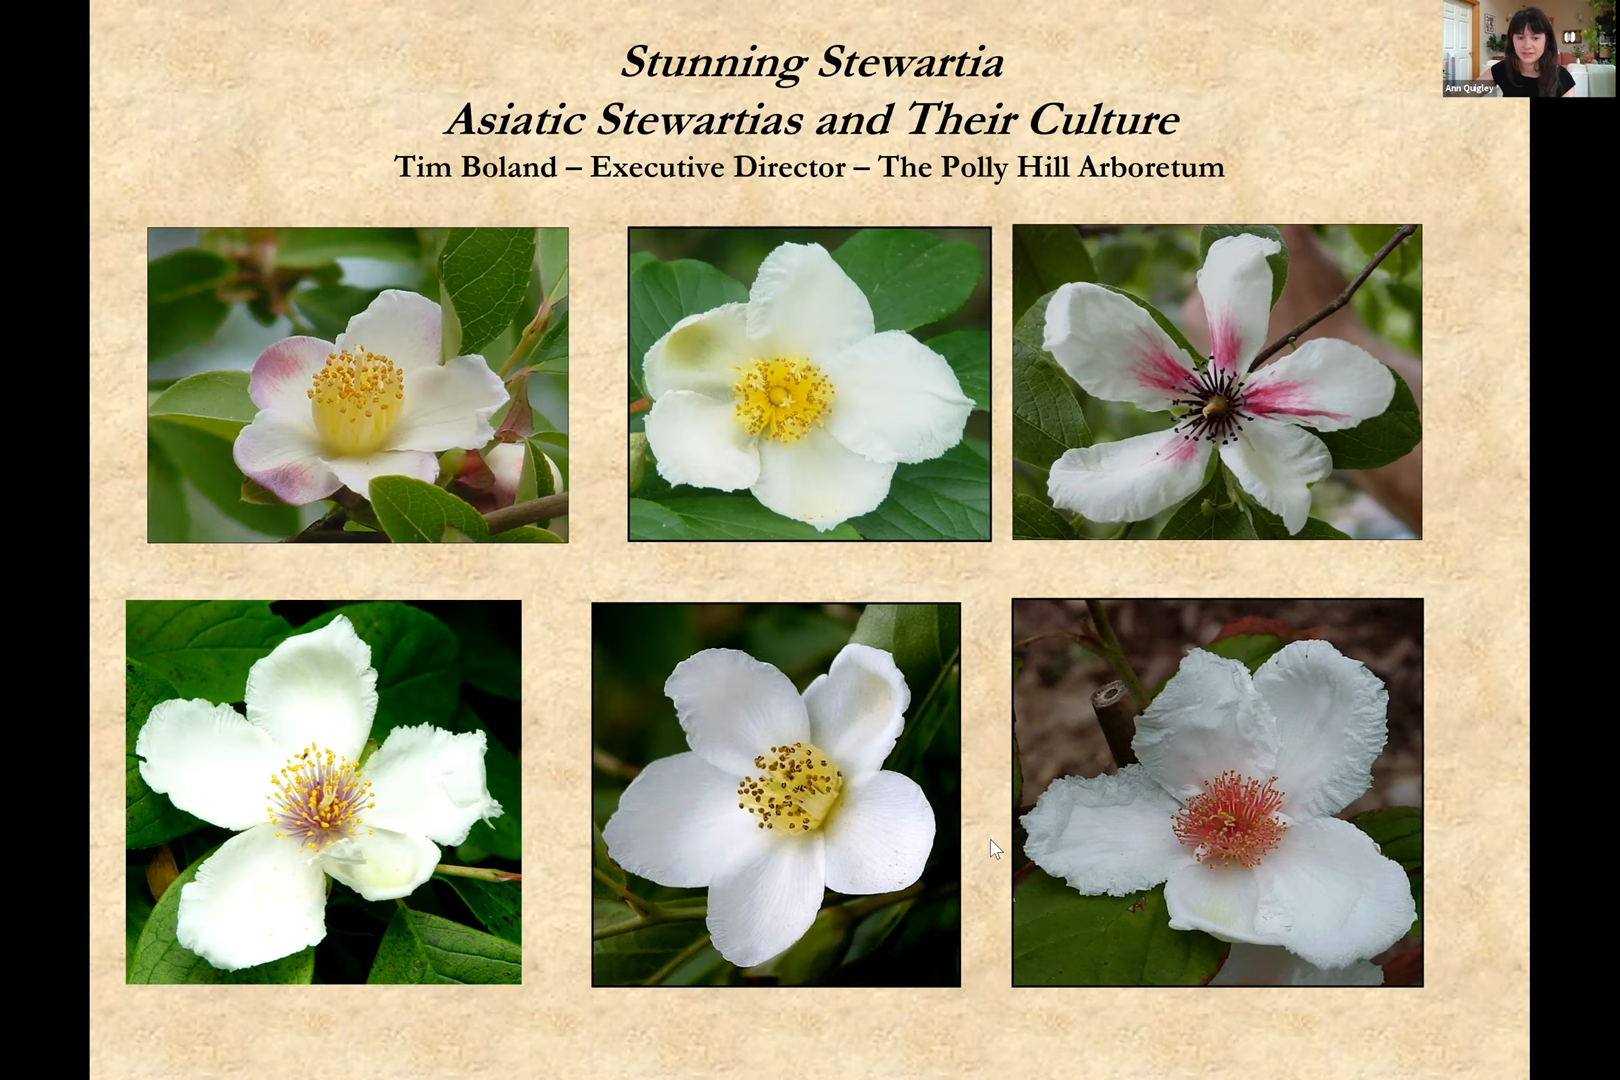 Stunning Stewartia
Asiatic Stewartias and Their Culture
Tim Boland – Executive Director – The Polly Hill Arboretum
Ann Quigley